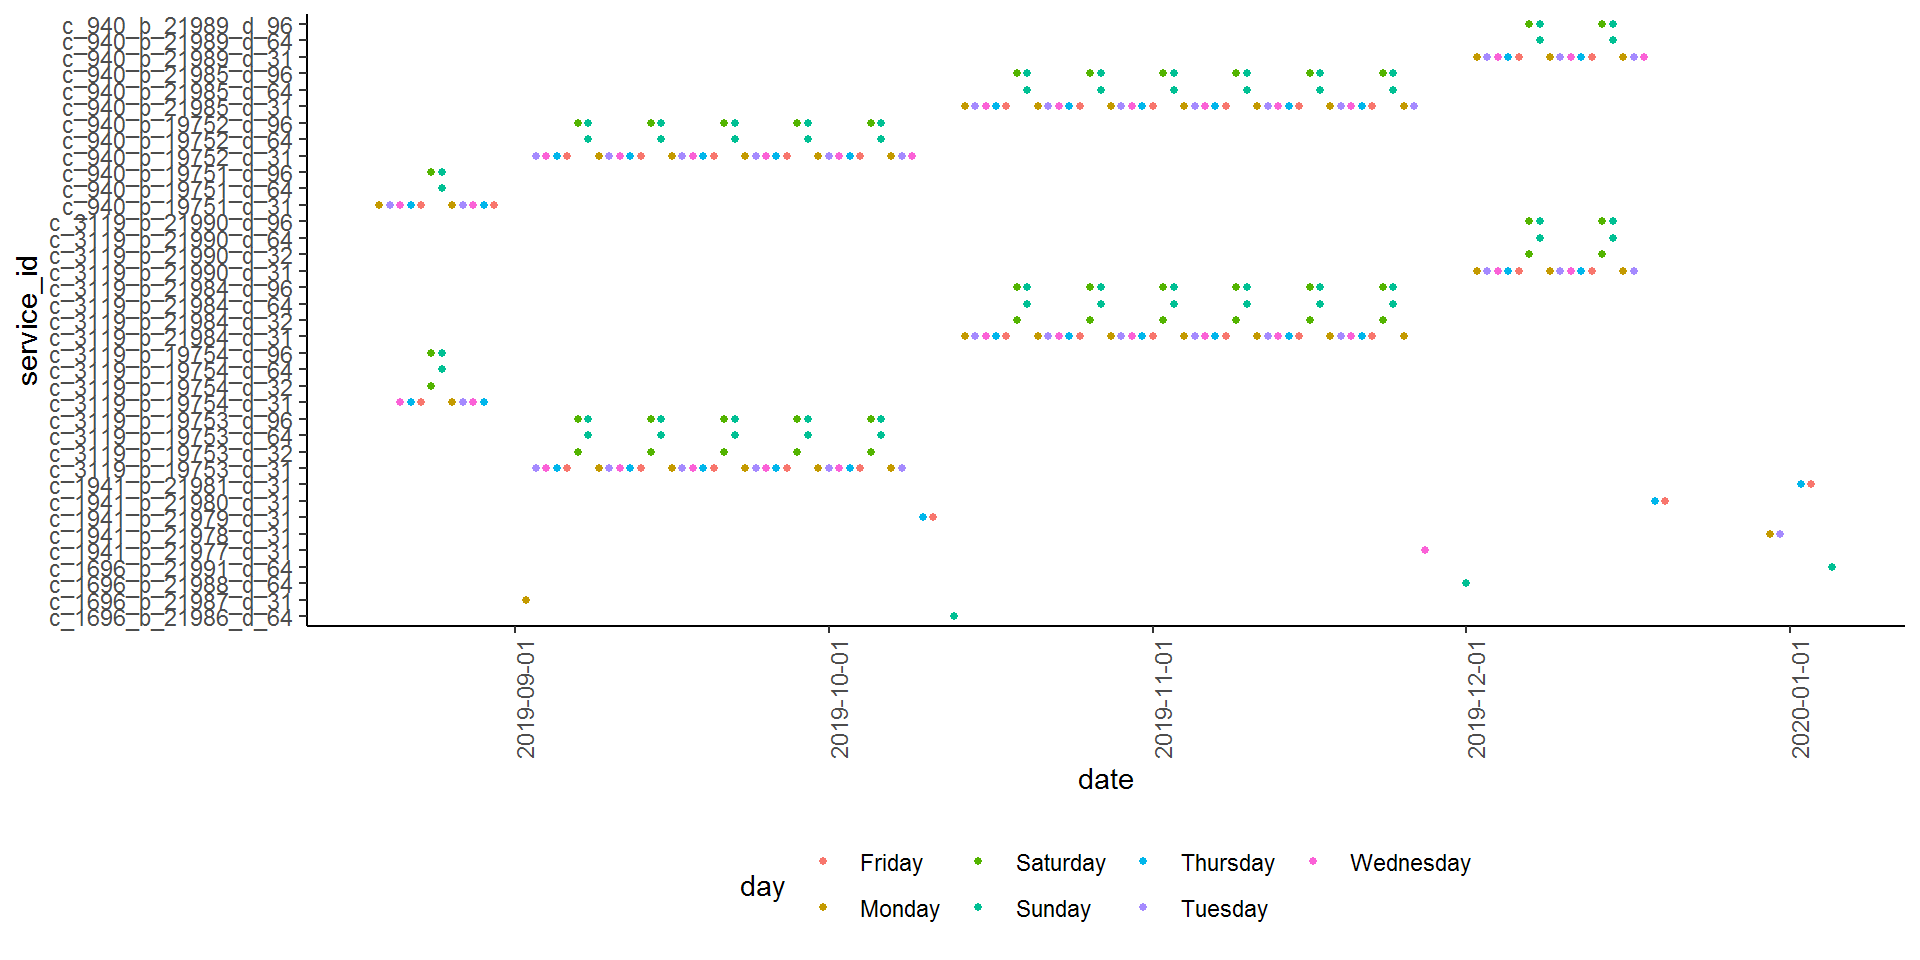 c_940_b_21989_d_96
c_940_b_21989_d_64
c_940_b_21989_d_31
c_940_b_21985_d_96
c_940_b_21985_d_64
c_940_b_21985_d_31
c_940_b_19752_d_96
c_940_b_19752_d_64
c_940_b_19752_d_31
c_940_b_19751_d_96
c_940_b_19751_d_64
c_940_b_19751_d_31
c_3119_b_21990_d_96
c_3119_b_21990_d_64
c_3119_b_21990_d_32
c_3119_b_21990_d_31
c_3119_b_21984_d_96
c_3119_b_21984_d_64
c_3119_b_21984_d_32
c_3119_b_21984_d_31
c_3119_b_19754_d_96
c_3119_b_19754_d_64
c_3119_b_19754_d_32
c_3119_b_19754_d_31
c_3119_b_19753_d_96
c_3119_b_19753_d_64
c_3119_b_19753_d_32
c_3119_b_19753_d_31
c_1941_b_21981_d_31
c_1941_b_21980_d_31
c_1941_b_21979_d_31
c_1941_b_21978_d_31
c_1941_b_21977_d_31
c_1696_b_21991_d_64
c_1696_b_21988_d_64
c_1696_b_21987_d_31
c_1696_b_21986_d_64
service_id
2019-09-01
2019-10-01
2019-11-01
2019-12-01
2020-01-01
date
day
Friday
Saturday
Thursday
Wednesday
Monday
Sunday
Tuesday